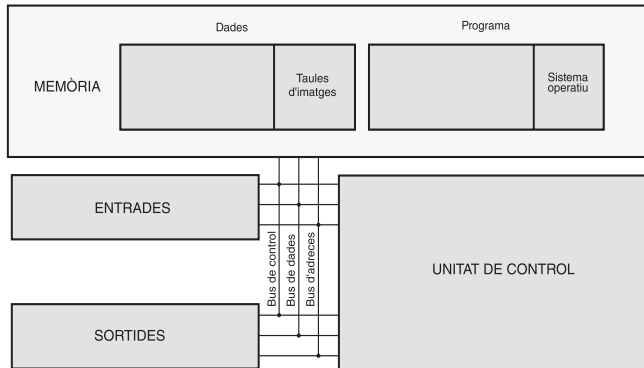 Dades
Programa
MEMÒRIA
Taules
d'imatges
Sistema
operatiu
ENTRADES
Bus de control
Bus de dades
Bus d'adreces
UNITAT DE CONTROL
SORTIDES